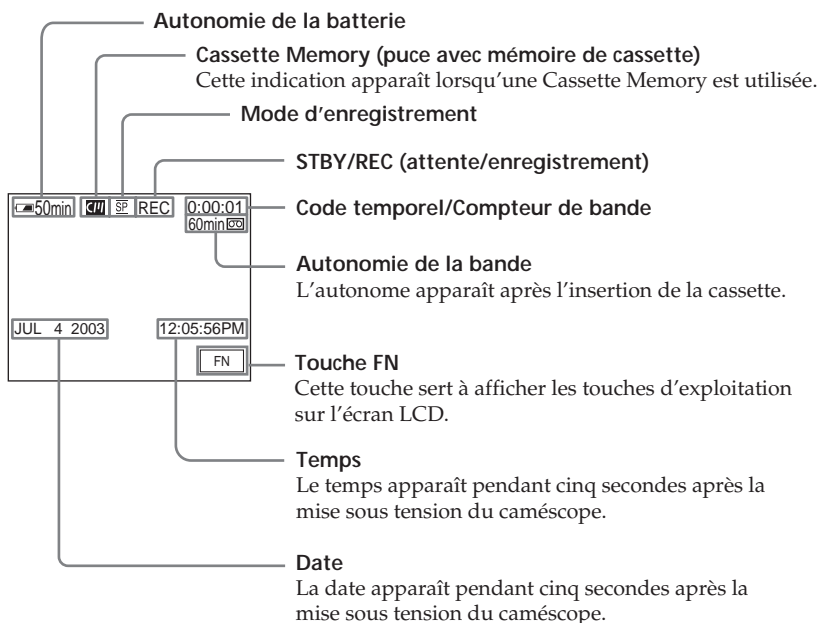 Autonomie de la batterie
Cassette Memory (puce avec mémoire de cassette)
Cette indication apparaît lorsqu'une Cassette Memory est utilisée.
Mode d'enregistrement
STBY/REC (attente/enregistrement)
50min CM SP REC 0:00:01
Code temporel/Compteur de bande
60min
Autonomie de la bande
L'autonome apparaît après l'insertion de la cassette.
JUL 4 2003 12:05:56PM
FN
Touche FN
Cette touche sert à afficher les touches d'exploitation
sur l'écran LCD.
Temps
Le temps apparaît pendant cinq secondes après la
mise sous tension du caméscope.
Date
La date apparaît pendant cinq secondes après la
mise sous tension du caméscope.